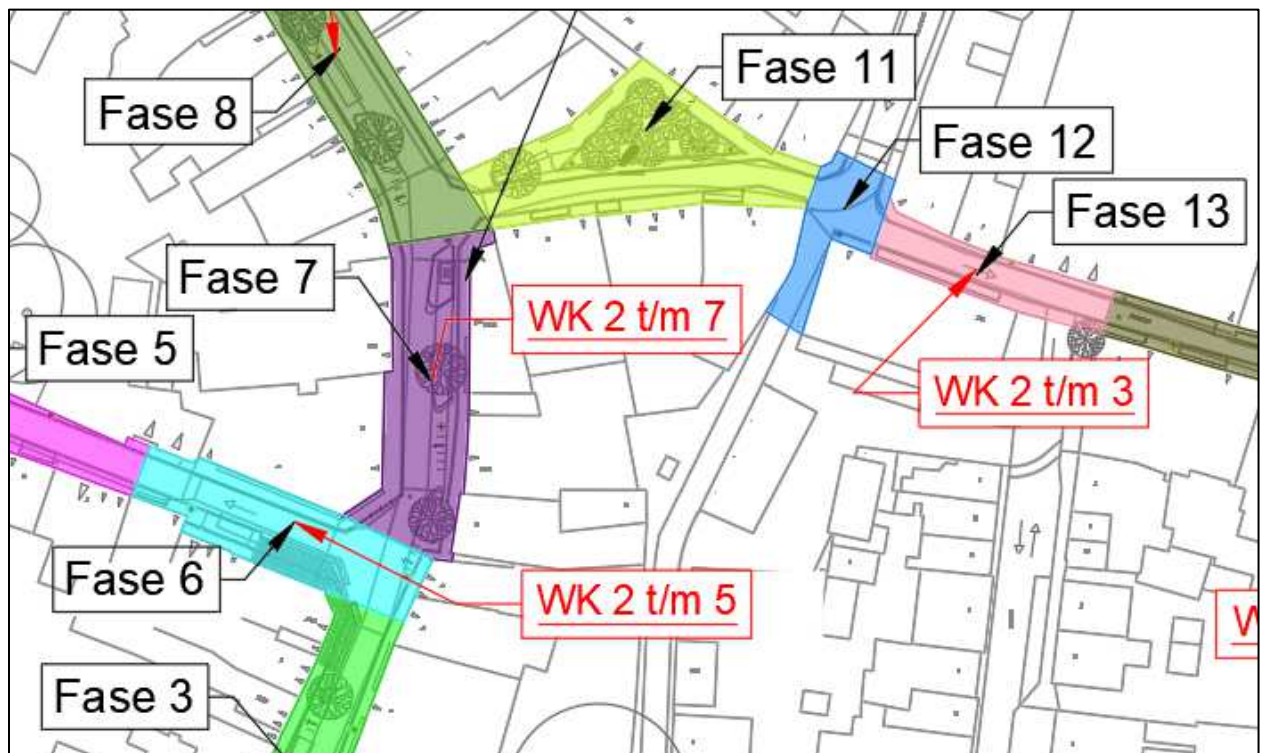 Fase 11
Fase 8
Fase 12
Fase 13
Fase 7
WK 2 t/m 7
Fase 5
WK 2 t/m 3
Fase 6
WK 2 t/m 5
Fase 3